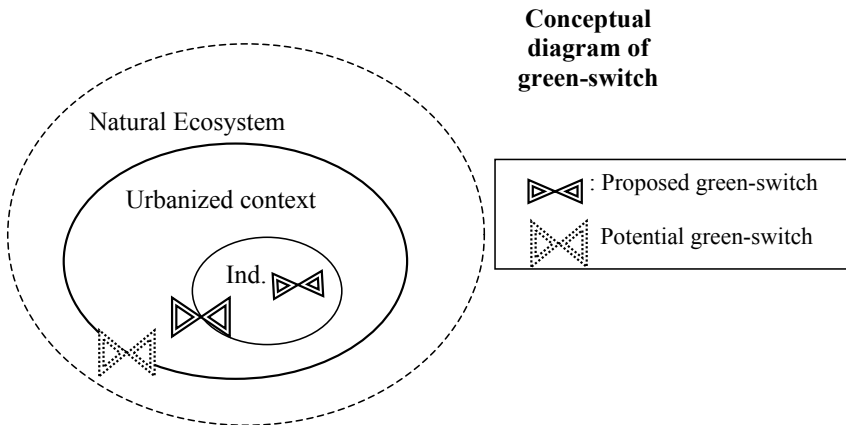 Conceptual
diagram of
green-switch
Natural Ecosystem
Urbanized context
Ind.
: Proposed green-switch
Potential green-switch